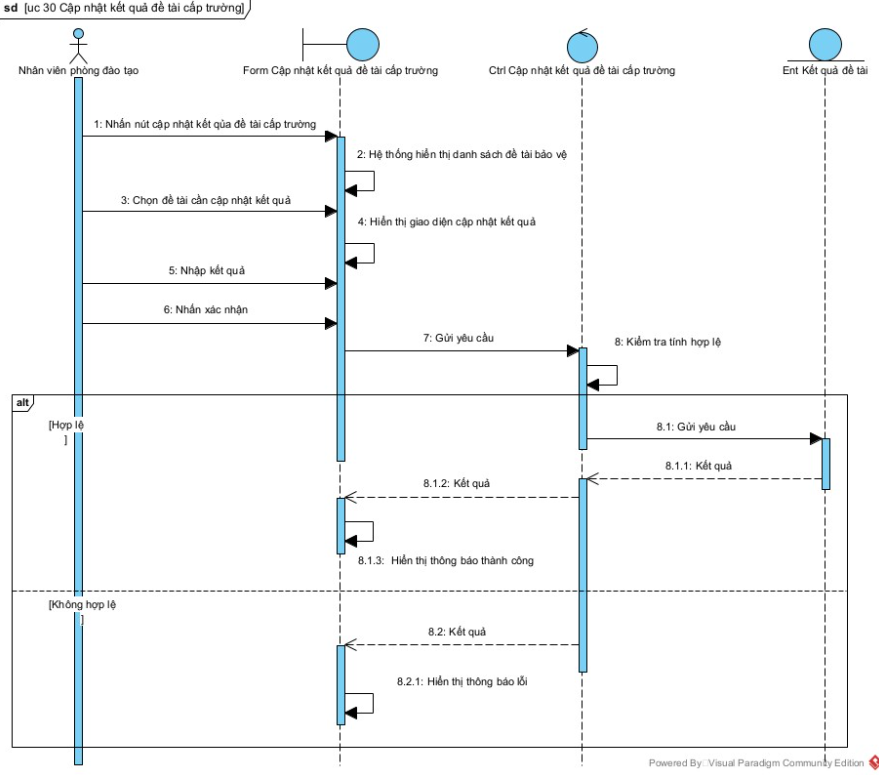 sd [uc 30 Cập nhật kết quả đề tài cấp trường]
Nhân viên phòng đào tạo
Form Cập nhật kết quả đề tài cấp trường
Ctrl Cập nhật kết quả đề tài cấp trường
Ent Kết quả đề tài
1: Nhấn nút cập nhật kết qủa đề tài cấp trường
2: Hệ thống hiển thị danh sách đề tài bảo vệ
3: Chọn đề tài cần cập nhật kết quả
4: Hiển thị giao diện cập nhật kết quả
5: Nhập kết quả
6: Nhấn xác nhận
7: Gửi yêu cầu
8: Kiểm tra tính hợp lệ
alt
[Hợp lệ
]
8.1: Gửi yêu cầu
8.1.1: Kết quả
8.1.2: Kết quả
8.1.3: Hiển thị thông báo thành công
[Không hợp lệ
]
8.2: Kết quả
8.2.1: Hiển thị thông báo lỗi
Powered By Visual Paradigm Community Edition